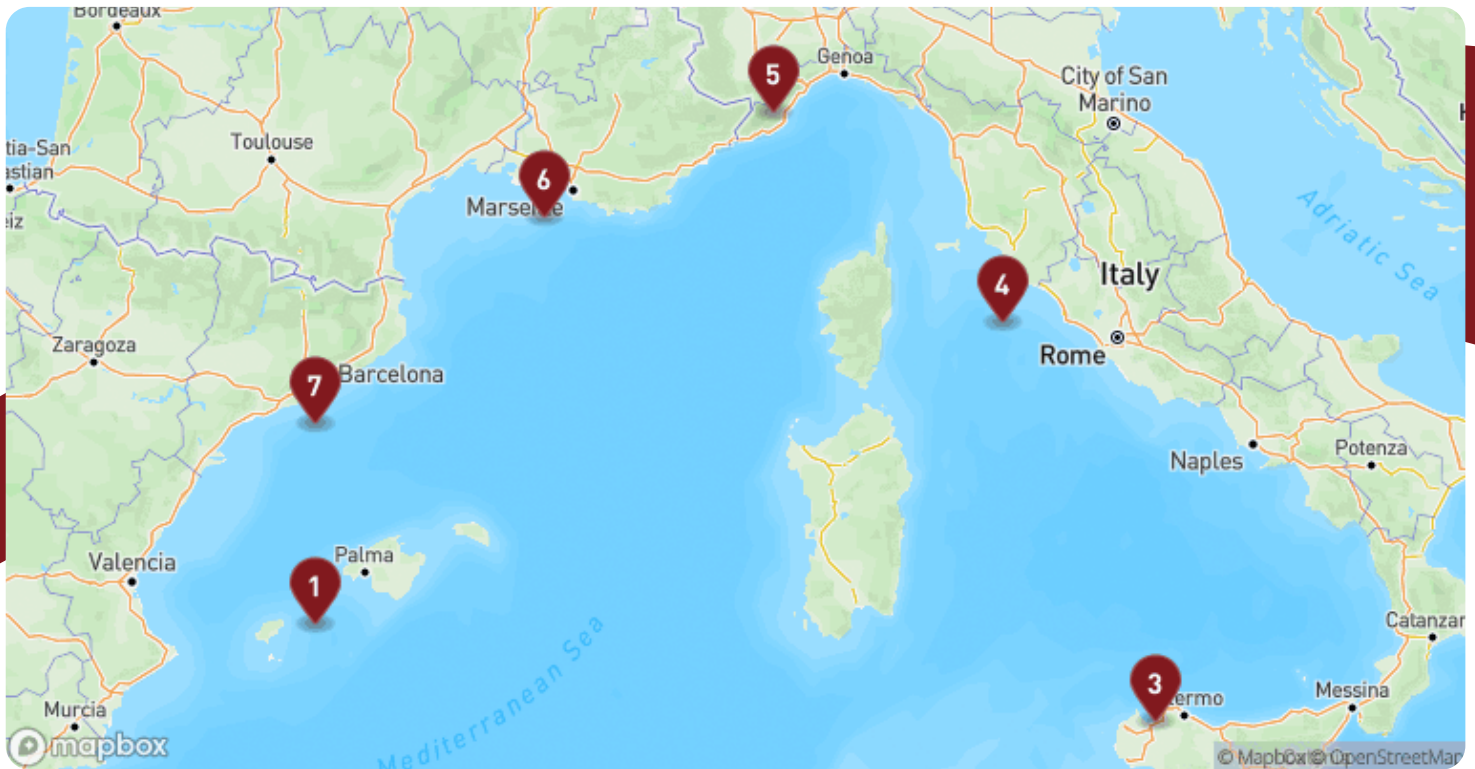 Bordeaux
5
Genoa
City of San
Marino
Toulouse
tia-San
astian
6
Marseille
eiz
Adriatic Sea
4
Italy
Zaragoza
Rome
7
Barcelona
Naples
Potenza
Valencia
Palma
1
Mediterranean Sea
Catanzar
3
lermo
Messina
Murcia
mapbox
© Mapbox © OpenStreetMap